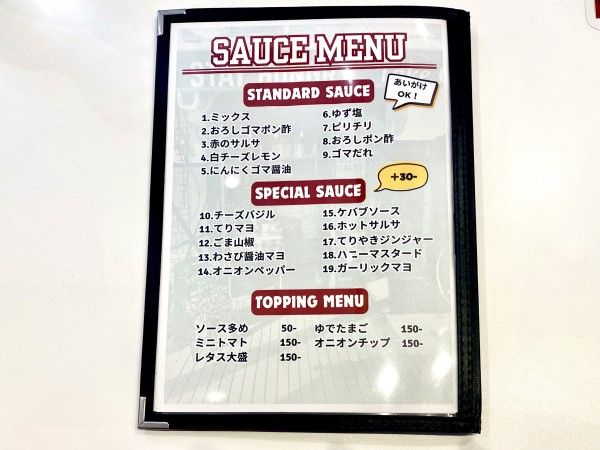 SAUCE MENU
STANDARD SAUCE
あいがけ
OK!
1.ミックス
2.おろしゴマポン酢
3.赤のサルサ
4.白チーズレモン
5.にんにくゴマ醤油
6.ゆず塩
7.ピリチリ
8.おろしポン酢
9.ゴマだれ
SPECIAL SAUCE
+30-
10.チーズバジル
11.てりマヨ
12.ごま山椒
13.わさび醤油マヨ
14.オニオンペッパー
15.ケバブソース
16.ホットサルサ
17.てりやきジンジャー
18.ハニーマスタード
19.ガーリックマヨ
TOPPING MENU
ソース多め 50-
ミニトマト 150-
レタス大盛 150-
ゆでたまご 150-
オニオンチップ 150-